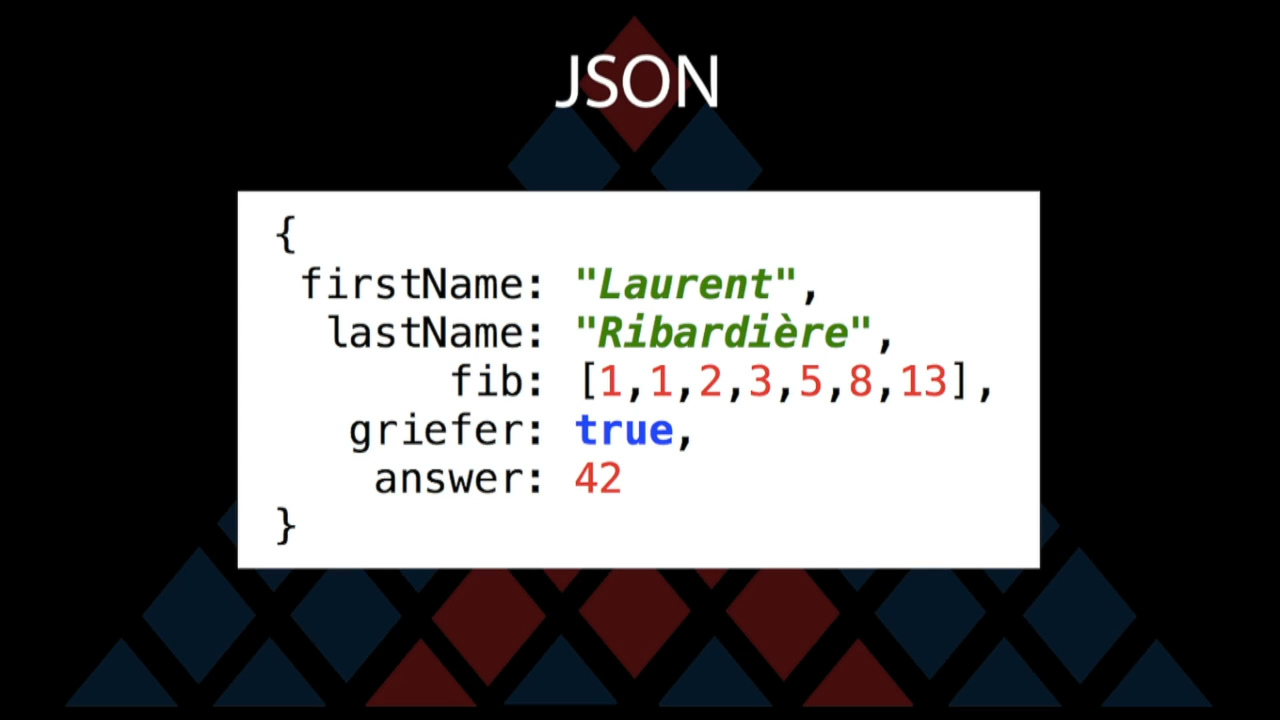 JSON
{
firstName: "Laurent",
lastName: "Ribardière",
fib: [1,1,2,3,5,8,13],
griefer: true,
answer: 42
}